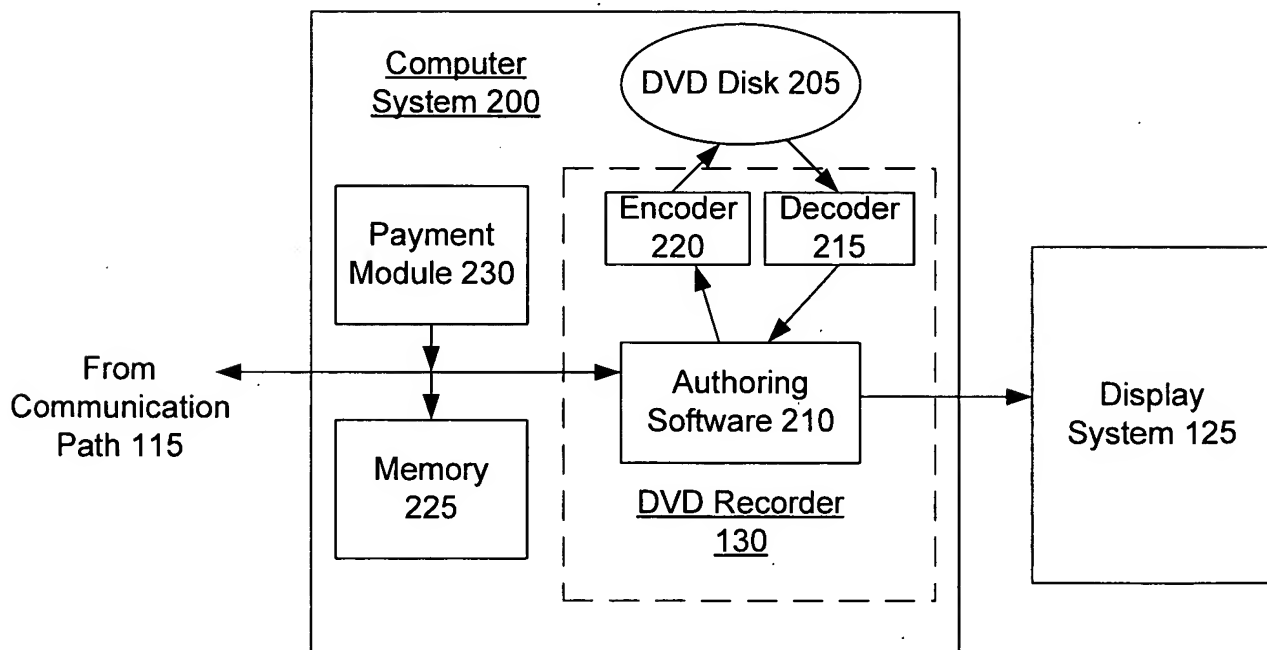 Computer
System 200
DVD Disk 205
Payment
Module 230
Encoder
220
Decoder
215
From
Communication
Path 115
Authoring
Software 210
Display
System 125
Memory
225
DVD Recorder
130